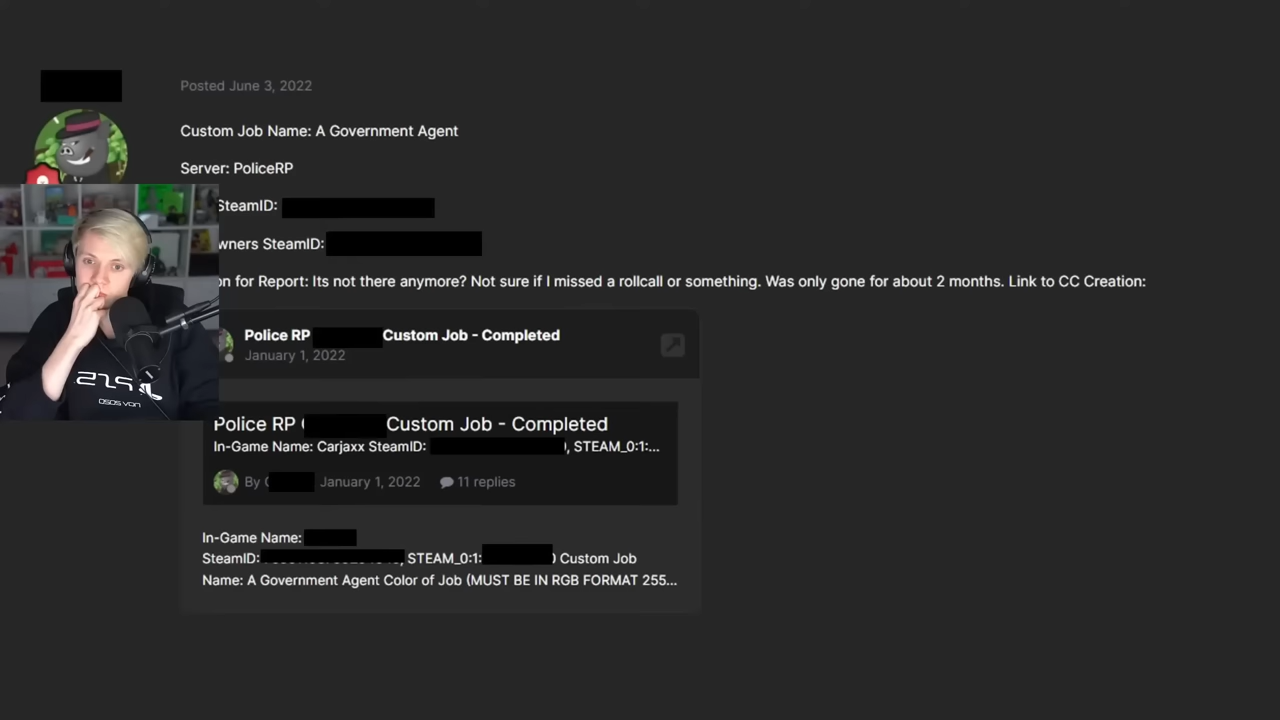 Posted June 3, 2022
Custom Job Name: A Government Agent
Server: PoliceRP
SteamID:
wners SteamID:
on for Report: Its not there anymore? Not sure if I missed a rollcall or something. Was only gone for about 2 months. Link to CC Creation:
Police RP Custom Job - Completed
January 1, 2022
Police RP Custom Job - Completed
In-Game Name: Carjaxx SteamID: , STEAM_0:1:...
By January 1, 2022 11 replies
In-Game Name:
SteamID: , STEAM_0:1: Custom Job
Name: A Government Agent Color of Job (MUST BE IN RGB FORMAT 255...